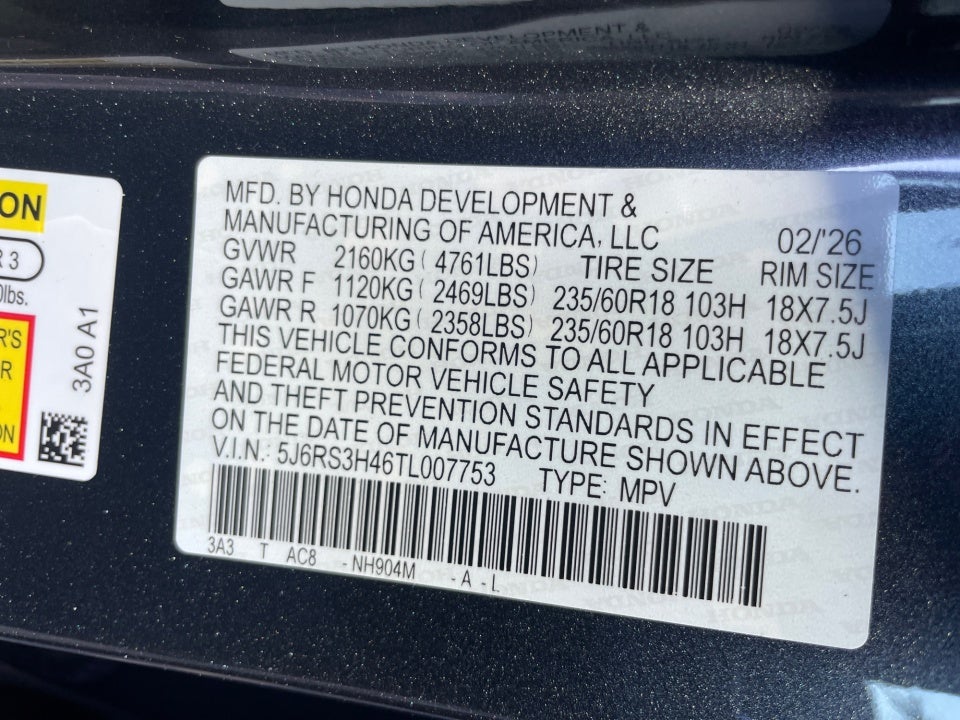 MFD. BY HONDA DEVELOPMENT &
MANUFACTURING OF AMERICA, LLC 02/'26
GVWR 2160KG ( 4761LBS) TIRE SIZE RIM SIZE
GAWR F 1120KG ( 2469LBS) 235/60R18 103H 18X7.5J
GAWR R 1070KG ( 2358LBS) 235/60R18 103H 18X7.5J
THIS VEHICLE CONFORMS TO ALL APPLICABLE
FEDERAL MOTOR VEHICLE SAFETY
AND THEFT PREVENTION STANDARDS IN EFFECT
ON THE DATE OF MANUFACTURE SHOWN ABOVE.
V.I.N.: 5J6RS3H46TL007753 TYPE: MPV
3A3 T AC8 - NH904M - A - L
ON
R 3
0lbs.
R'S
R
ON
3A0 A1